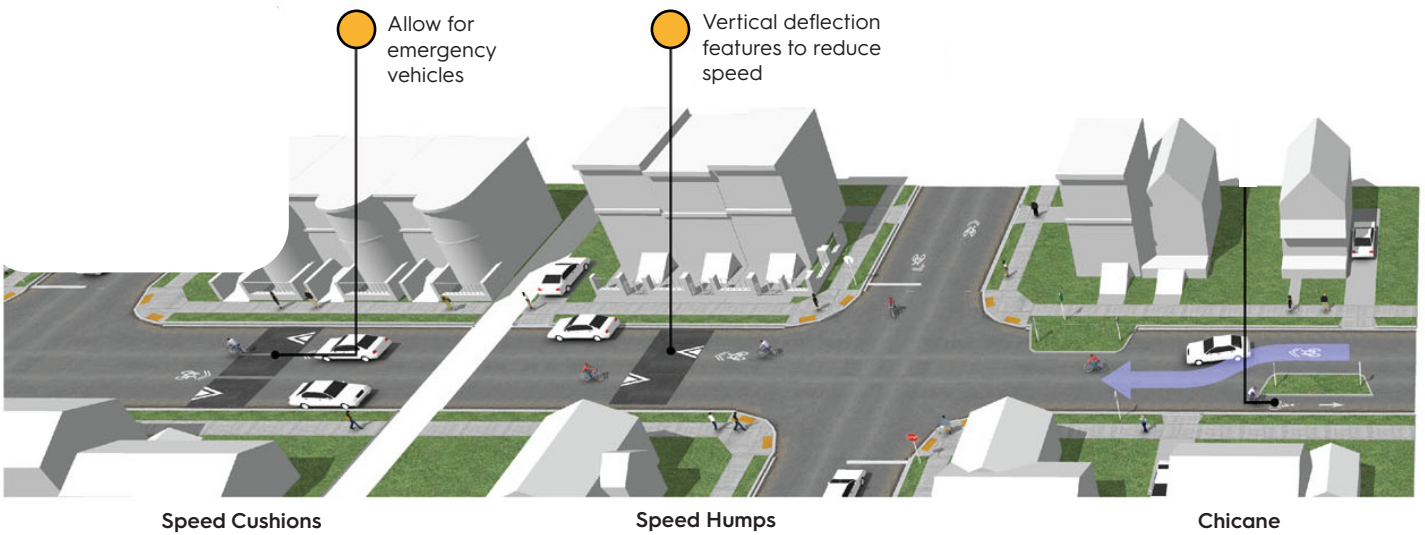 Allow for
emergency
vehicles
Vertical deflection
features to reduce
speed
Speed Cushions
Speed Humps
Chicane